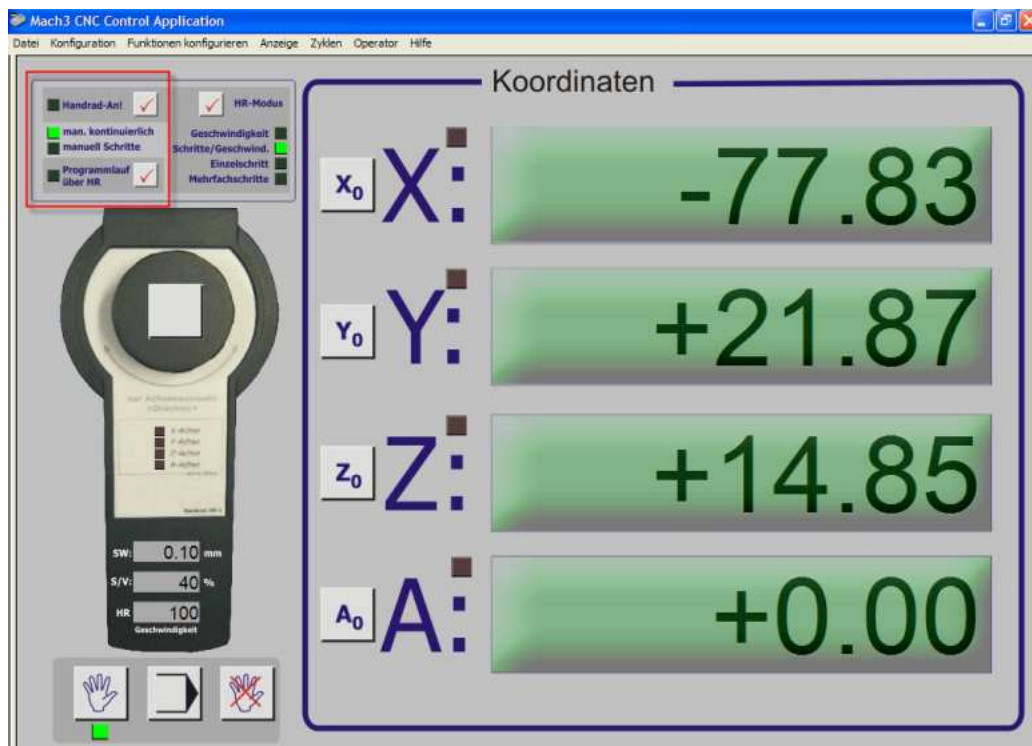 Mach3 CNC Control Application
Datei Konfiguration Funktionen konfigurieren Anzeige Zyklen Operator Hilfe
Koordinaten
Handrad-An!
HR-Modus
man. kontinuierlich
manuell Schritte
Programmlauf
über HR
Geschwindigkeit
Schritte/Geschwind.
Einzelschritt
Mehrfachschritte
X0 X: -77.83
Y0 Y: +21.87
Z0 Z: +14.85
A0 A: +0.00
zur Achsenauswahl
SW: 0.10 mm
S/V: 40 %
HR 100
Geschwindigkeit